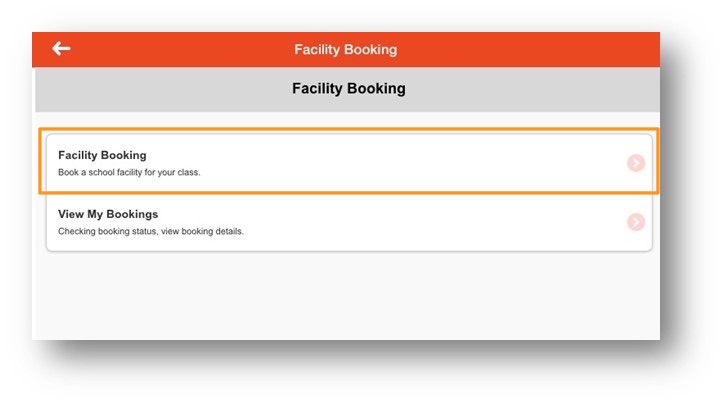 Facility Booking
Facility Booking
Facility Booking
Book a school facility for your class.
View My Bookings
Checking booking status, view booking details.